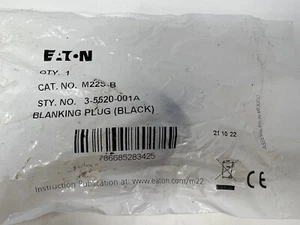 EATON
QTY. 1
CAT. NO. M22S-B
STY. NO. 3-5520-001A
BLANKING PLUG (BLACK)
21 10 22
786685283425
Instruction Publication at: www.eaton.com/m22
CE